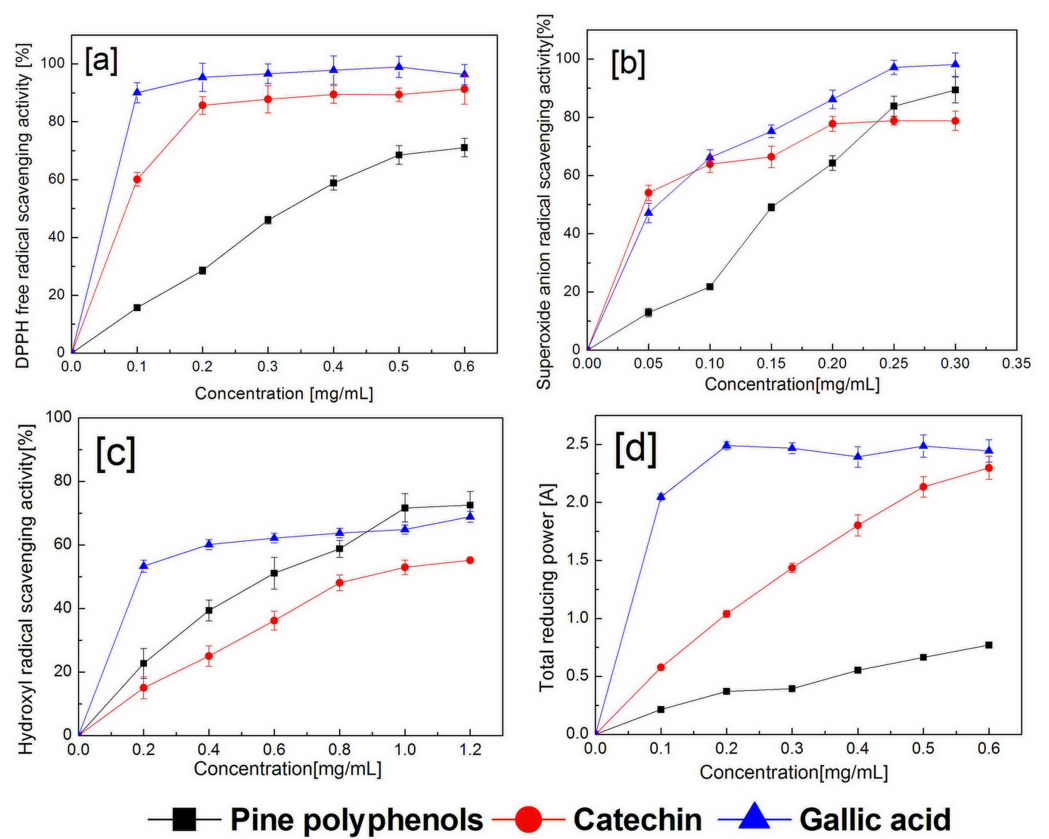 [a]
DPPH free radical scavenging activity [%]
100
80
60
40
20
0
0.0 0.1 0.2 0.3 0.4 0.5 0.6
Concentration [mg/mL]
[b]
Superoxide anion radical scavenging activity[%]
100
80
60
40
20
0
0.00 0.05 0.10 0.15 0.20 0.25 0.30 0.35
Concentration[mg/mL]
[c]
Hydroxyl radical scavenging activity[%]
100
80
60
40
20
0
0.0 0.2 0.4 0.6 0.8 1.0 1.2
Concentration[mg/mL]
[d]
Total reducing power [A]
2.5
2.0
1.5
1.0
0.5
0.0
0.0 0.1 0.2 0.3 0.4 0.5 0.6
Concentration[mg/mL]
Pine polyphenols Catechin Gallic acid